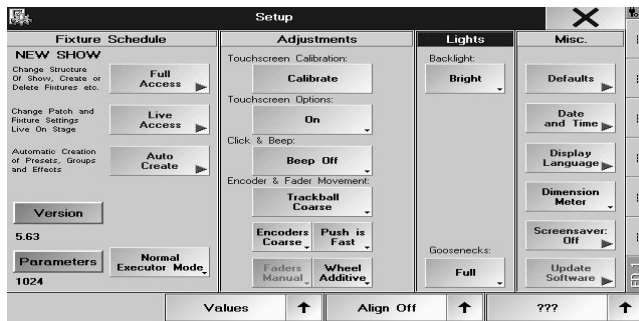 Setup
Fixture Schedule
NEW SHOW
Change Structure
Of Show, Create or
Delete Fixtures etc.
Full
Access
Change Patch and
Fixture Settings
Live On Stage
Live
Access
Automatic Creation
of Presets, Groups
and Effects
Auto
Create
Version
5.63
Parameters
1024
Normal
Executor Mode
Adjustments
Touchscreen Calibration:
Calibrate
Touchscreen Options:
On
Click & Beep:
Beep Off
Encoder & Fader Movement:
Trackball
Coarse
Encoders
Coarse
Push is
Fast
Faders
Manual
Wheel
Additive
Lights
Backlight:
Bright
Goosenecks:
Full
Misc.
Defaults
Date
and Time
Display
Language
Dimension
Meter
Screensaver:
Off
Update
Software
Values
Align Off
???